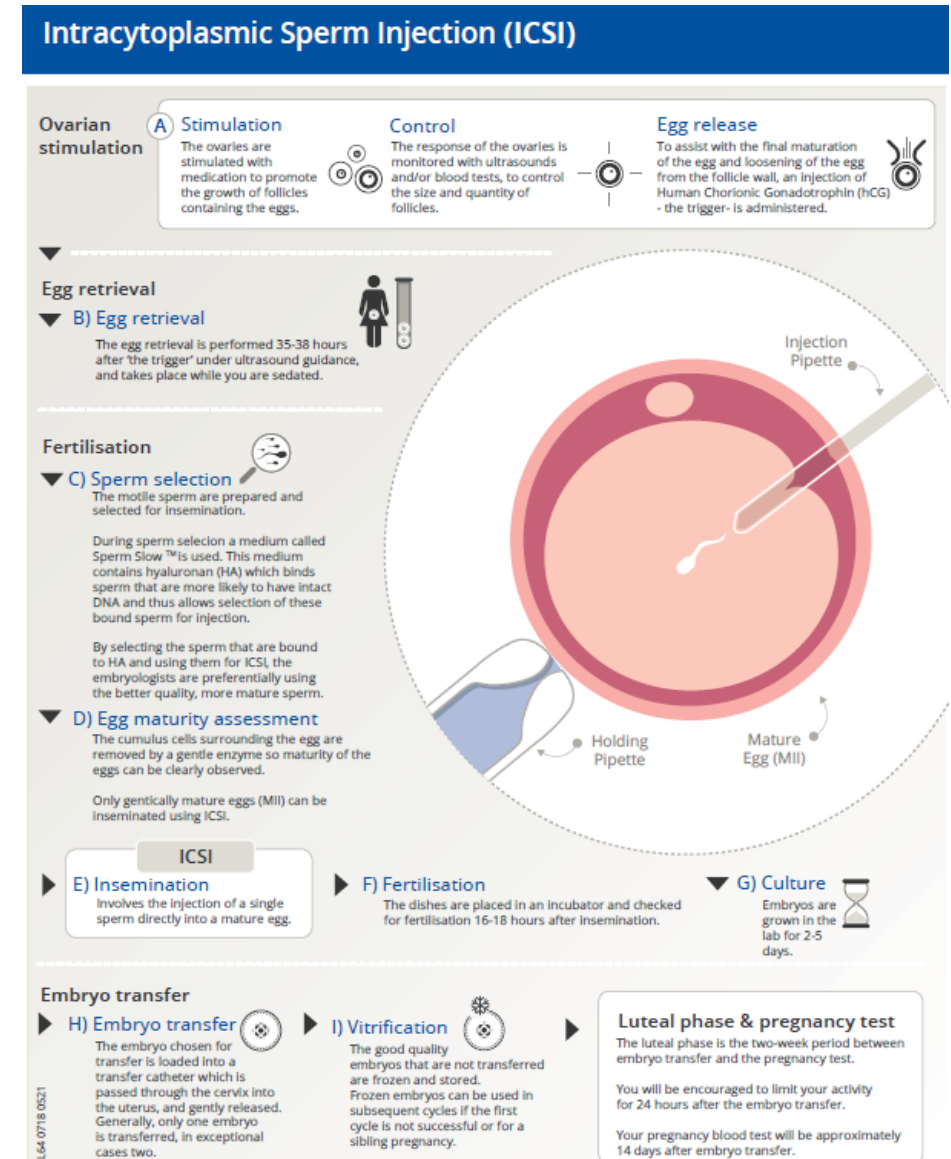 Intracytoplasmic Sperm Injection (ICSI)
Ovarian
stimulation
A
Stimulation
The ovaries are
stimulated with
medication to promote
the growth of follicles
containing the eggs.
Control
The response of the ovaries is
monitored with ultrasounds
and/or blood tests, to control
the size and quantity of
follicles.
Egg release
To assist with the final maturation
of the egg and loosening of the egg
from the follicle wall, an injection of
Human Chorionic Gonadotrophin (hCG)
- the trigger- is administered.
Egg retrieval
B) Egg retrieval
The egg retrieval is performed 35-38 hours
after 'the trigger' under ultrasound guidance,
and takes place while you are sedated.
Fertilisation
C) Sperm selection
The motile sperm are prepared and
selected for insemination.
During sperm selecion a medium called
Sperm Slow ™ is used. This medium
contains hyaluronan (HA) which binds
sperm that are more likely to have intact
DNA and thus allows selection of these
bound sperm for injection.
By selecting the sperm that are bound
to HA and using them for ICSI, the
embryologists are preferentially using
the better quality, more mature sperm.
D) Egg maturity assessment
The cumulus cells surrounding the egg are
removed by a gentle enzyme so maturity of the
eggs can be clearly observed.
Only gentically mature eggs (MII) can be
inseminated using ICSI.
Injection
Pipette
Holding
Pipette
Mature
Egg (MII)
ICSI
E) Insemination
Involves the injection of a single
sperm directly into a mature egg.
F) Fertilisation
The dishes are placed in an incubator and checked
for fertilisation 16-18 hours after insemination.
G) Culture
Embryos are
grown in the
lab for 2-5
days.
Embryo transfer
H) Embryo transfer
The embryo chosen for
transfer is loaded into a
transfer catheter which is
passed through the cervix into
the uterus, and gently released.
Generally, only one embryo
is transferred, in exceptional
cases two.
I) Vitrification
The good quality
embryos that are not transferred
are frozen and stored.
Frozen embryos can be used in
subsequent cycles if the first
cycle is not successful or for a
sibling pregnancy.
Luteal phase & pregnancy test
The luteal phase is the two-week period between
embryo transfer and the pregnancy test.
You will be encouraged to limit your activity
for 24 hours after the embryo transfer.
Your pregnancy blood test will be approximately
14 days after embryo transfer.
L64 0718 0521